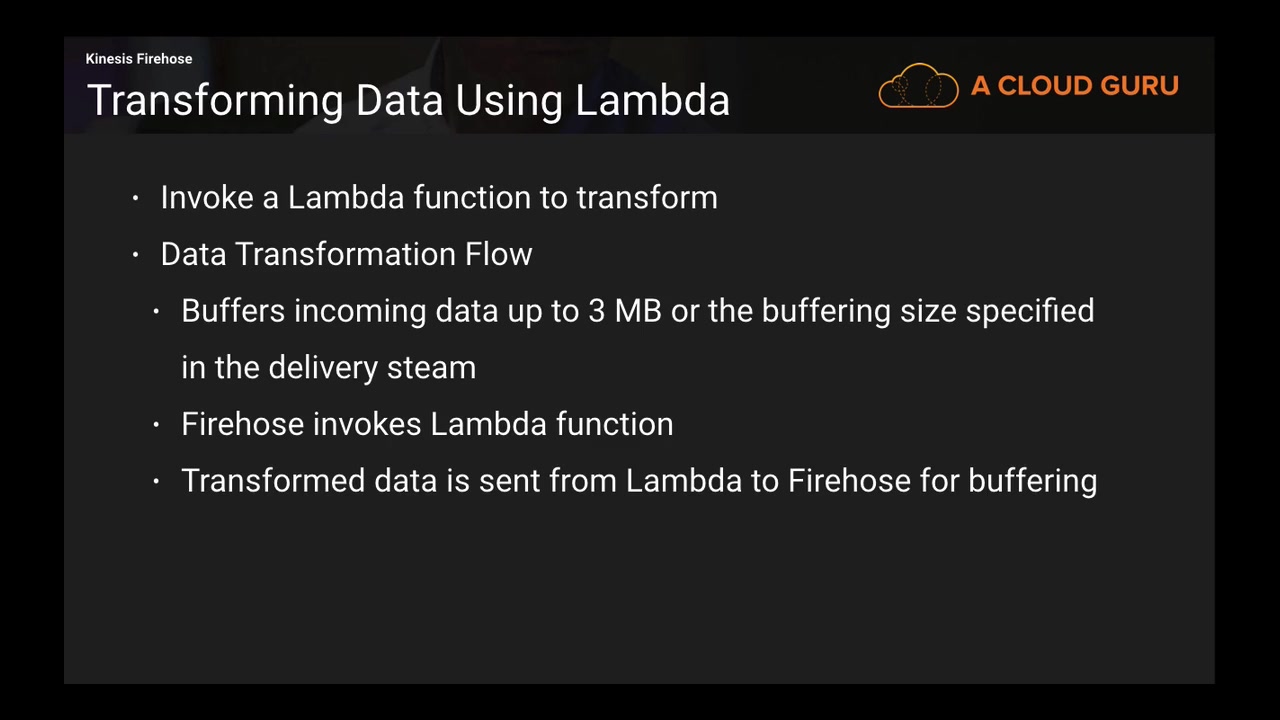 Kinesis Firehose
Transforming Data Using Lambda
A CLOUD GURU
• Invoke a Lambda function to transform
• Data Transformation Flow
• Buffers incoming data up to 3 MB or the buffering size specified
in the delivery steam
• Firehose invokes Lambda function
• Transformed data is sent from Lambda to Firehose for buffering